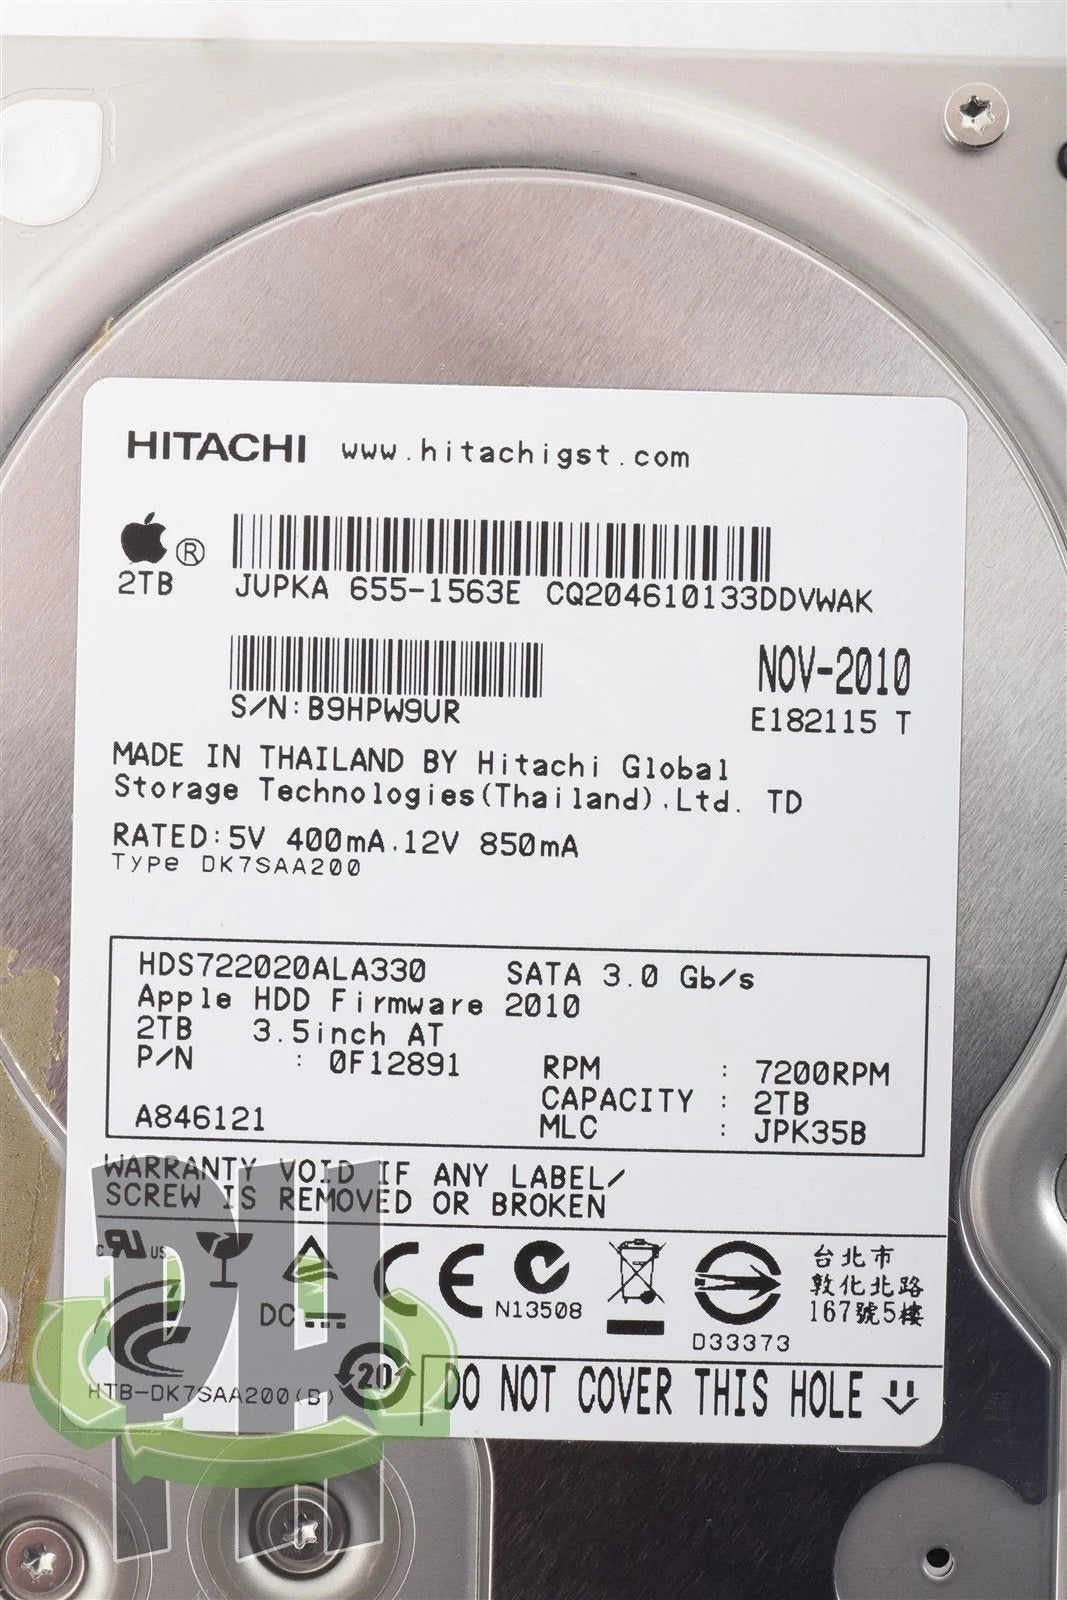 HITACHI www.hitachigst.com
®
2TB JUPKA 655-1563E CQ204610133DDVWAK
S/N:B9HPW9UR
NOV-2010
E182115 T
MADE IN THAILAND BY Hitachi Global
Storage Technologies(Thailand).Ltd. TD
RATED:5V 400mA.12V 850mA
Type DK7SAA200
HDS722020ALA330 SATA 3.0 Gb/s
Apple HDD Firmware 2010
2TB 3.5inch AT
P/N : 0F12891
RPM : 7200RPM
CAPACITY : 2TB
A846121
MLC : JPK35B
WARRANTY VOID IF ANY LABEL/
SCREW IS REMOVED OR BROKEN
c RU US
DC
CE
N13508
D33373
台北市
敦化北路
167號5樓
HTB-DK7SAA200(B)
20
DO NOT COVER THIS HOLE
PH